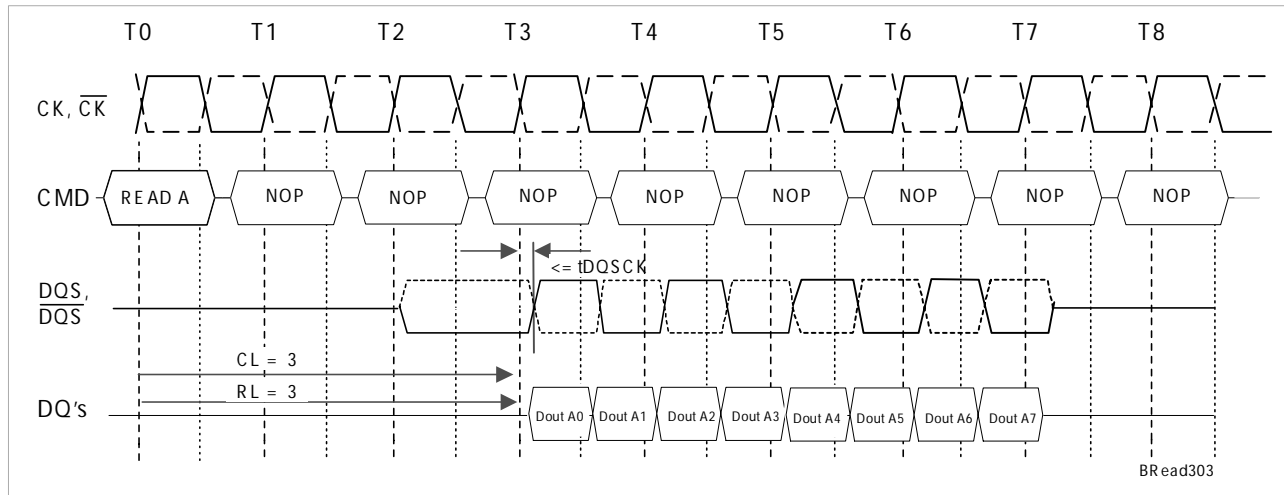 T0 T1 T2 T3 T4 T5 T6 T7 T8
CK, CK
CMD READ A NOP NOP NOP NOP NOP NOP NOP NOP
<= tDQSCK
DQS,
DQS
CL = 3
RL = 3
DQ's Dout A0 Dout A1 Dout A2 Dout A3 Dout A4 Dout A5 Dout A6 Dout A7
BRead303